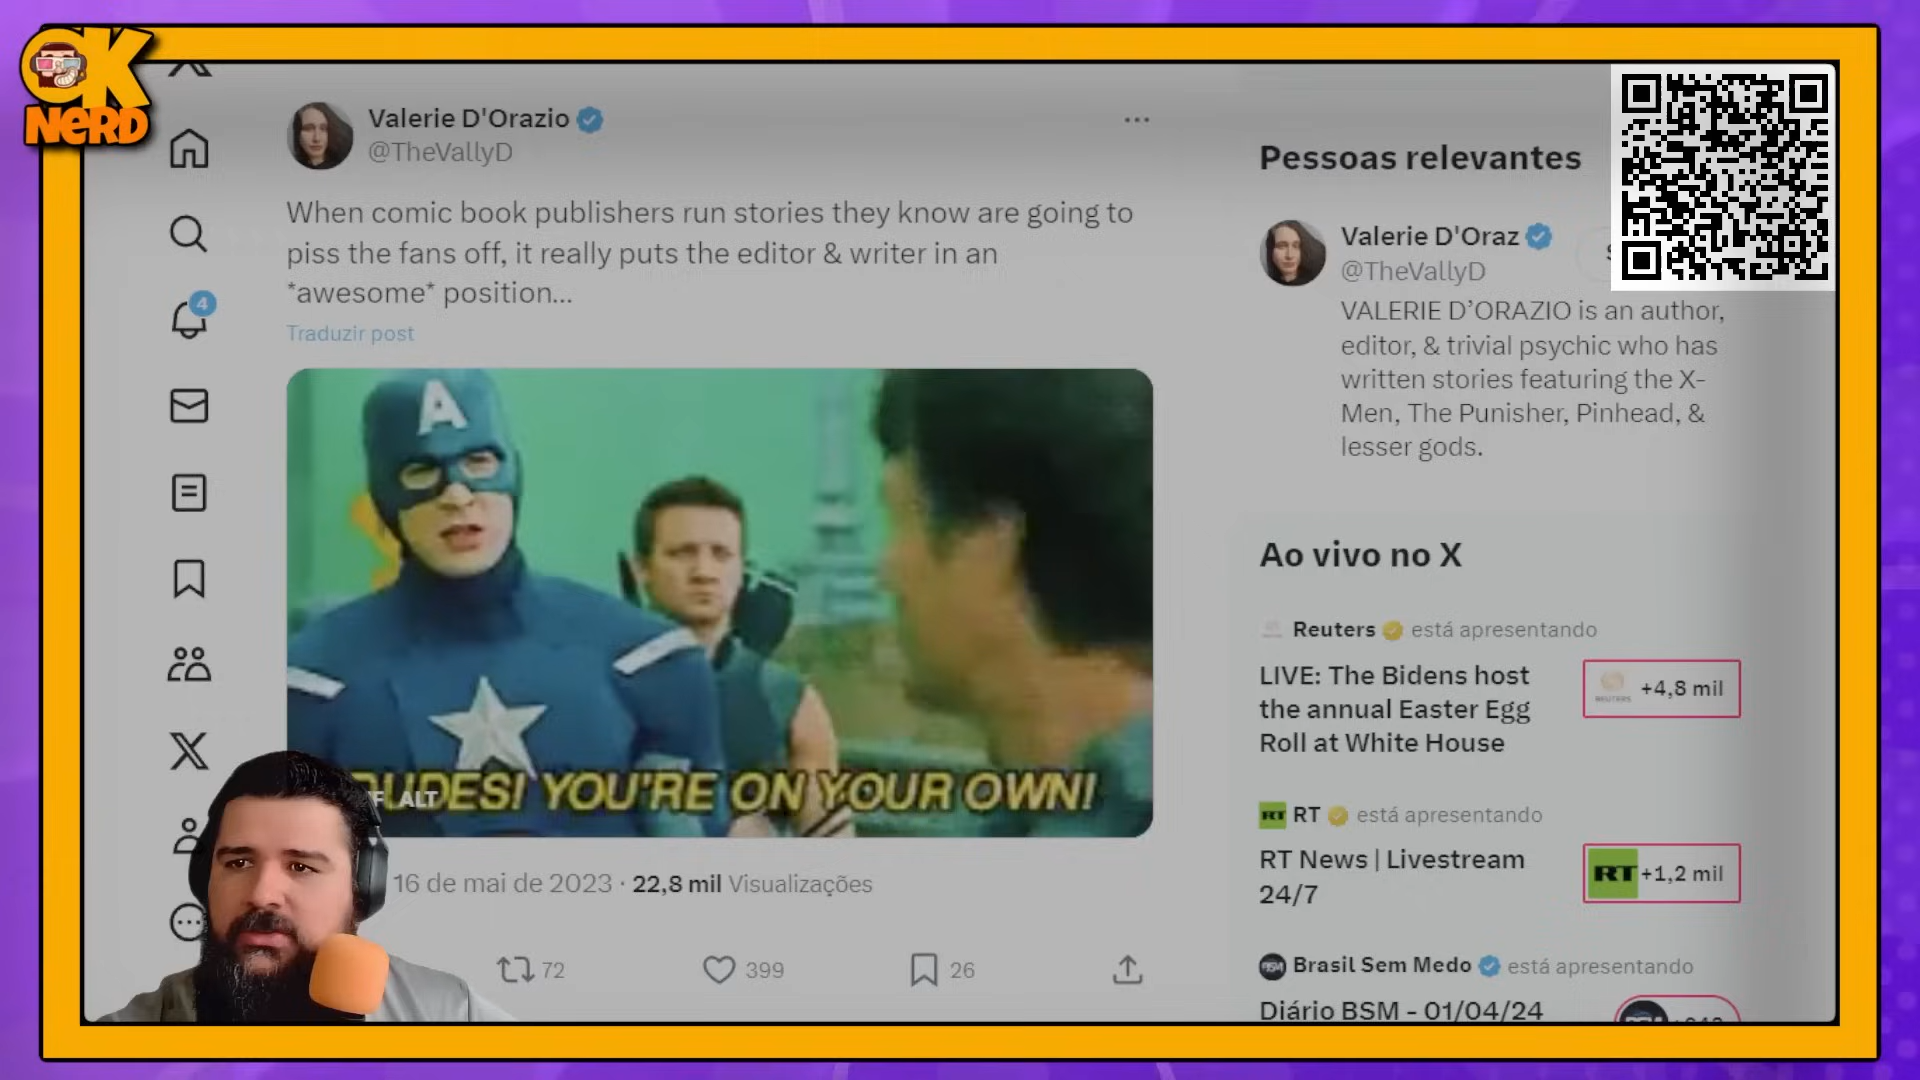 OK
NERD
Valerie D'Orazio
@TheVallyD
When comic book publishers run stories they know are going to
piss the fans off, it really puts the editor & writer in an
*awesome* position...
Traduzir post
4
A
DUDES! YOU'RE ON YOUR OWN!
ALT
16 de mai de 2023 · 22,8 mil Visualizações
72
399
26
Pessoas relevantes
Valerie D'Oraz
@TheVallyD
VALERIE D’ORAZIO is an author,
editor, & trivial psychic who has
written stories featuring the X-
Men, The Punisher, Pinhead, &
lesser gods.
Ao vivo no X
Reuters está apresentando
LIVE: The Bidens host
the annual Easter Egg
Roll at White House
REUTERS +4,8 mil
RT RT está apresentando
RT News | Livestream
24/7
RT +1,2 mil
BSM Brasil Sem Medo está apresentando
Diário BSM - 01/04/24